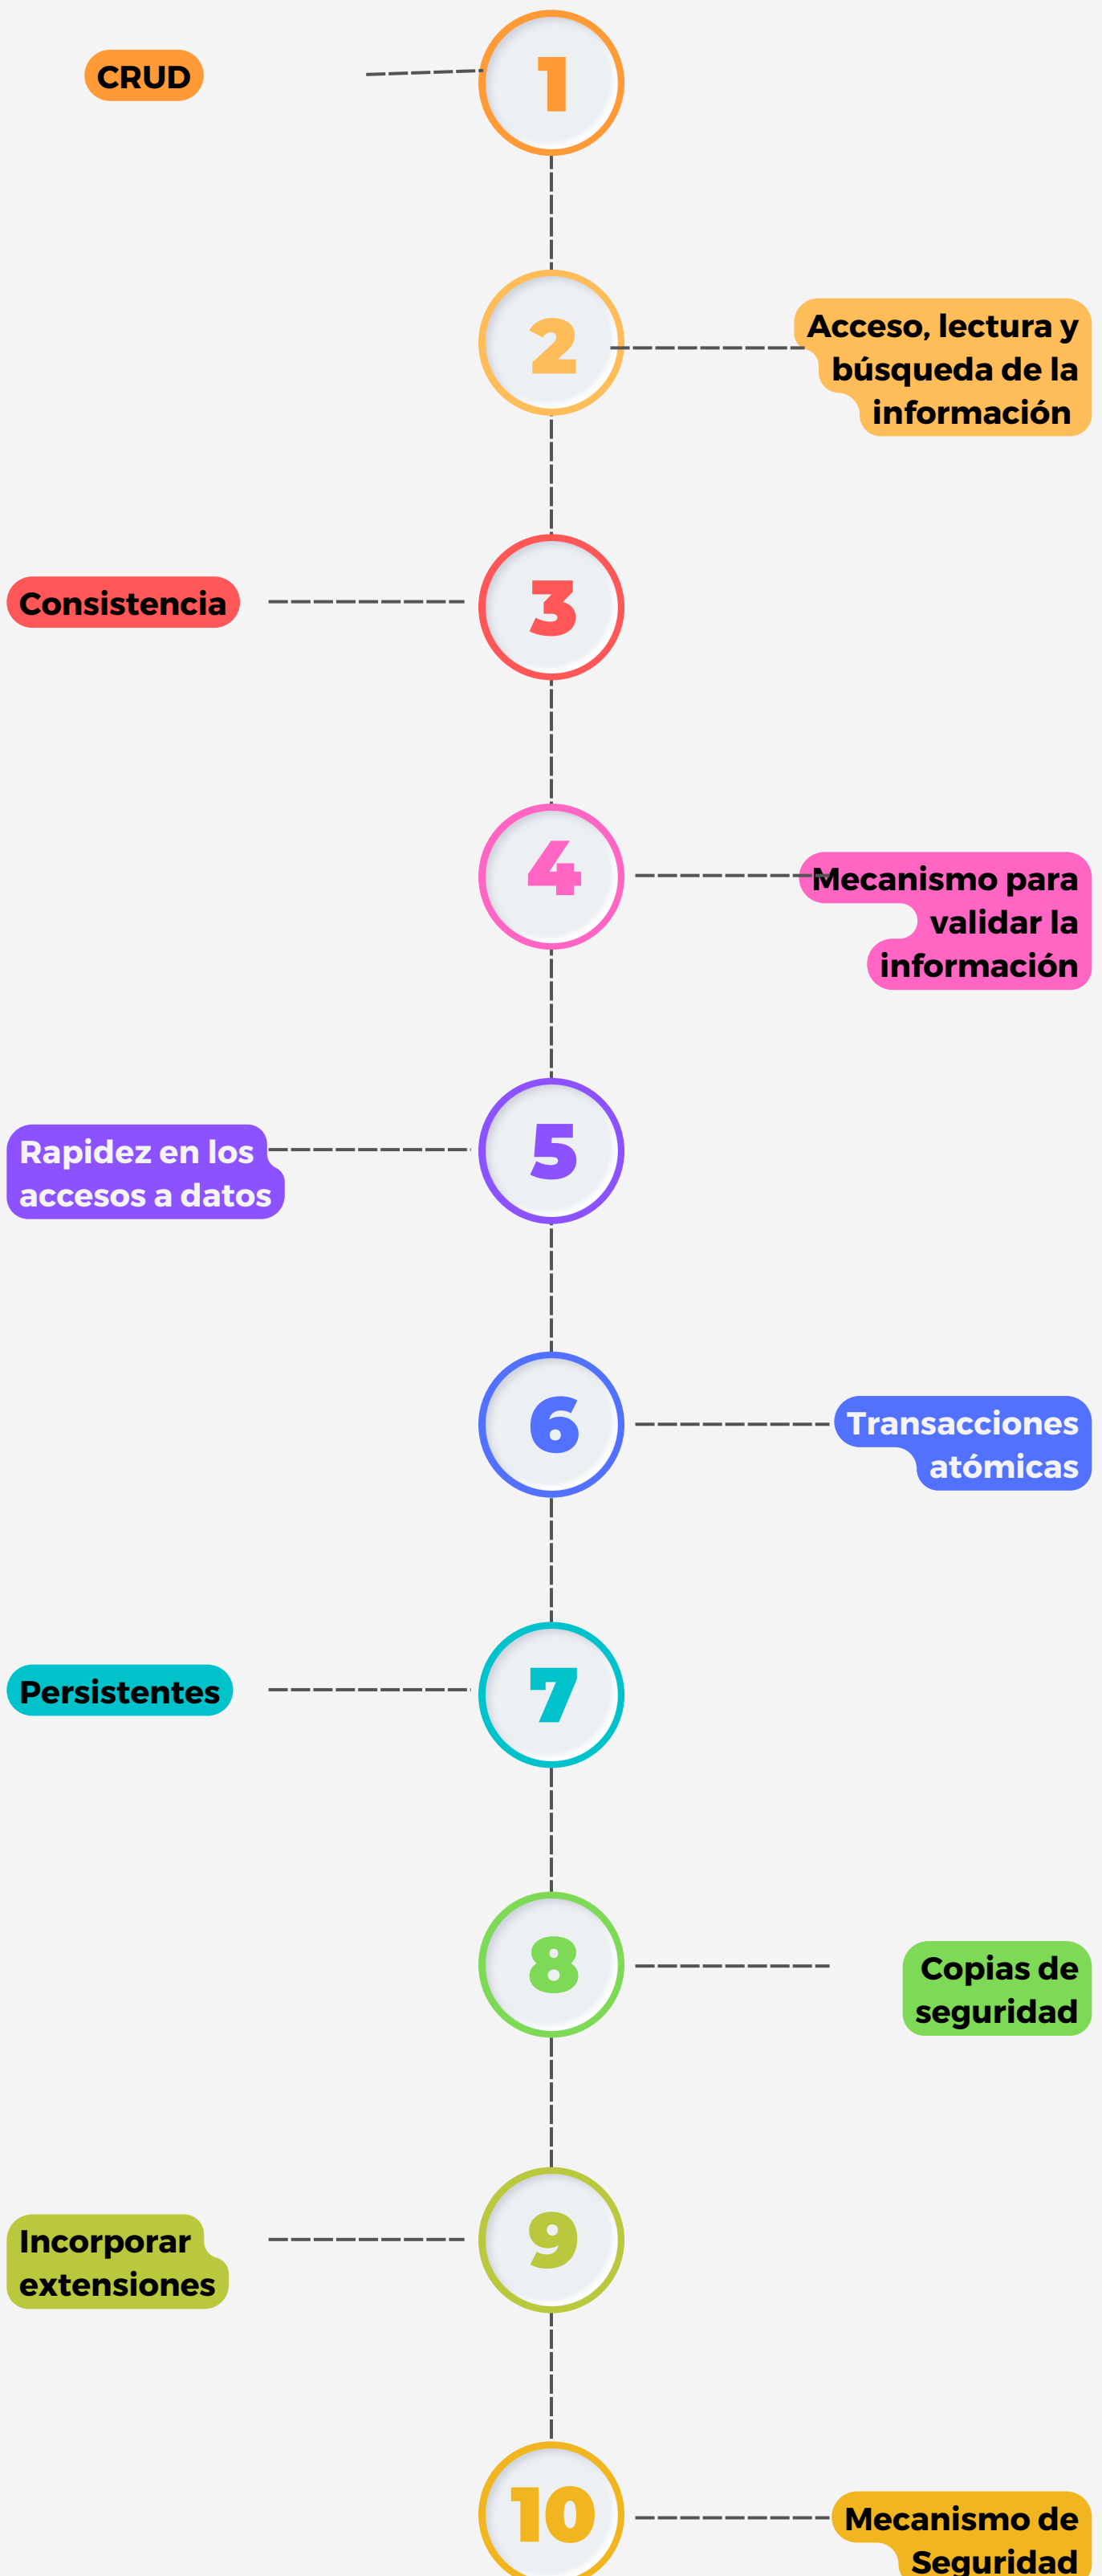 CRUD
1
2
Acceso, lectura y
búsqueda de la
información
Consistencia
3
4
Mecanismo para
validar la
información
Rapidez en los
accesos a datos
5
6
Transacciones
atómicas
Persistentes
7
8
Copias de
seguridad
Incorporar
extensiones
9
10
Mecanismo de
Seguridad